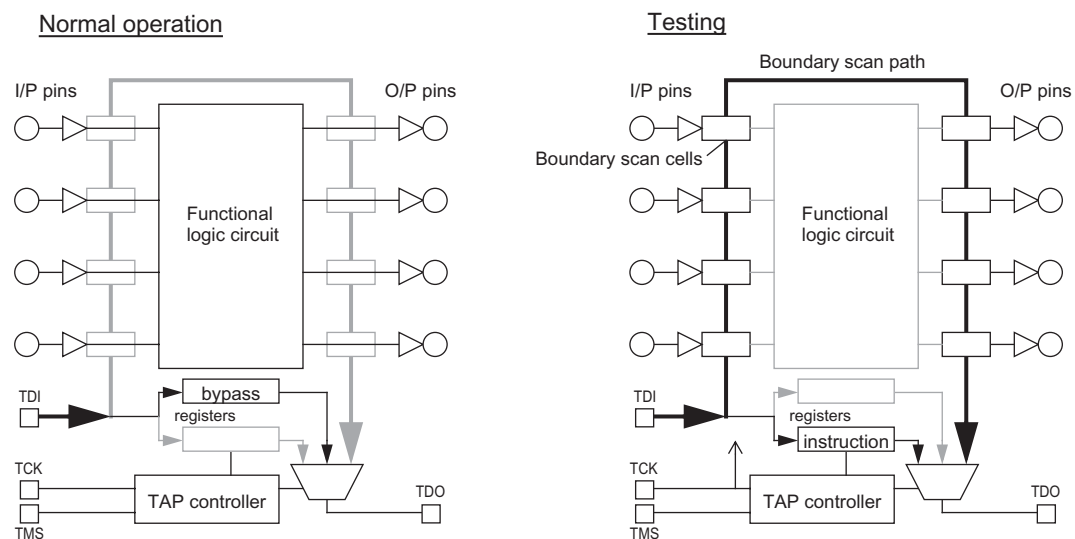 Normal operation
I/P pins
O/P pins
Functional
logic circuit
TDI
bypass
registers
TCK
TAP controller
TDO
TMS
Testing
Boundary scan path
I/P pins
O/P pins
Boundary scan cells
Functional
logic circuit
TDI
registers
instruction
TCK
TAP controller
TDO
TMS